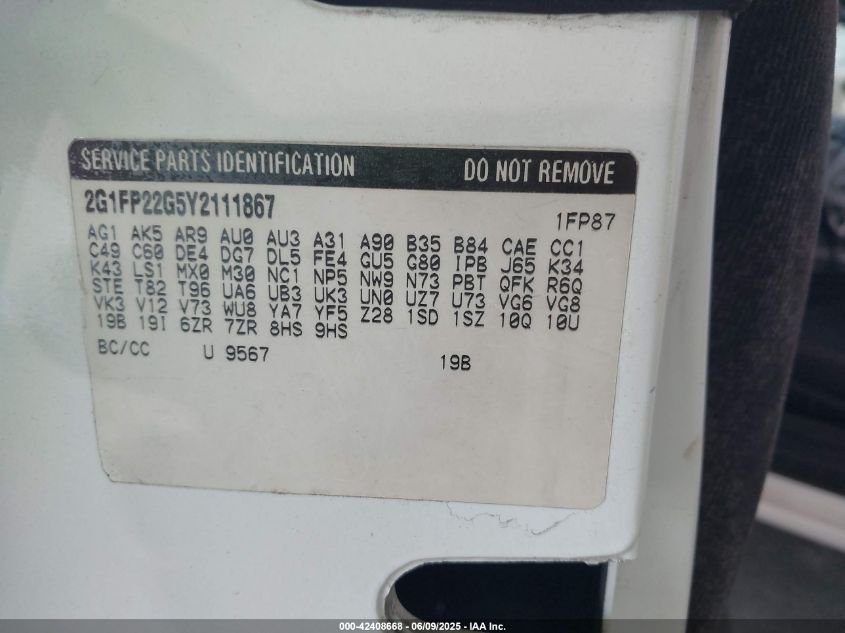 SERVICE PARTS IDENTIFICATION DO NOT REMOVE
2G1FP22G5Y2111867 1FP87
AG1 AK5 AR9 AU0 AU3 A31 A90 B35 B84 CAE CC1
C49 C60 DE4 DG7 DL5 FE4 GU5 G80 IPB J65 K34
K43 LS1 MX0 M30 NC1 NP5 NW9 N73 PBT QFK R6Q
STE T82 T96 UA6 UB3 UK3 UN0 UZ7 U73 VG6 VG8
VK3 V12 V73 WU8 YA7 YF5 Z28 1SD 1SZ 10Q 10U
19B 19I 6ZR 7ZR 8HS 9HS
BC/CC U 9567 19B
000-42408668 - 06/09/2025 - IAA Inc.